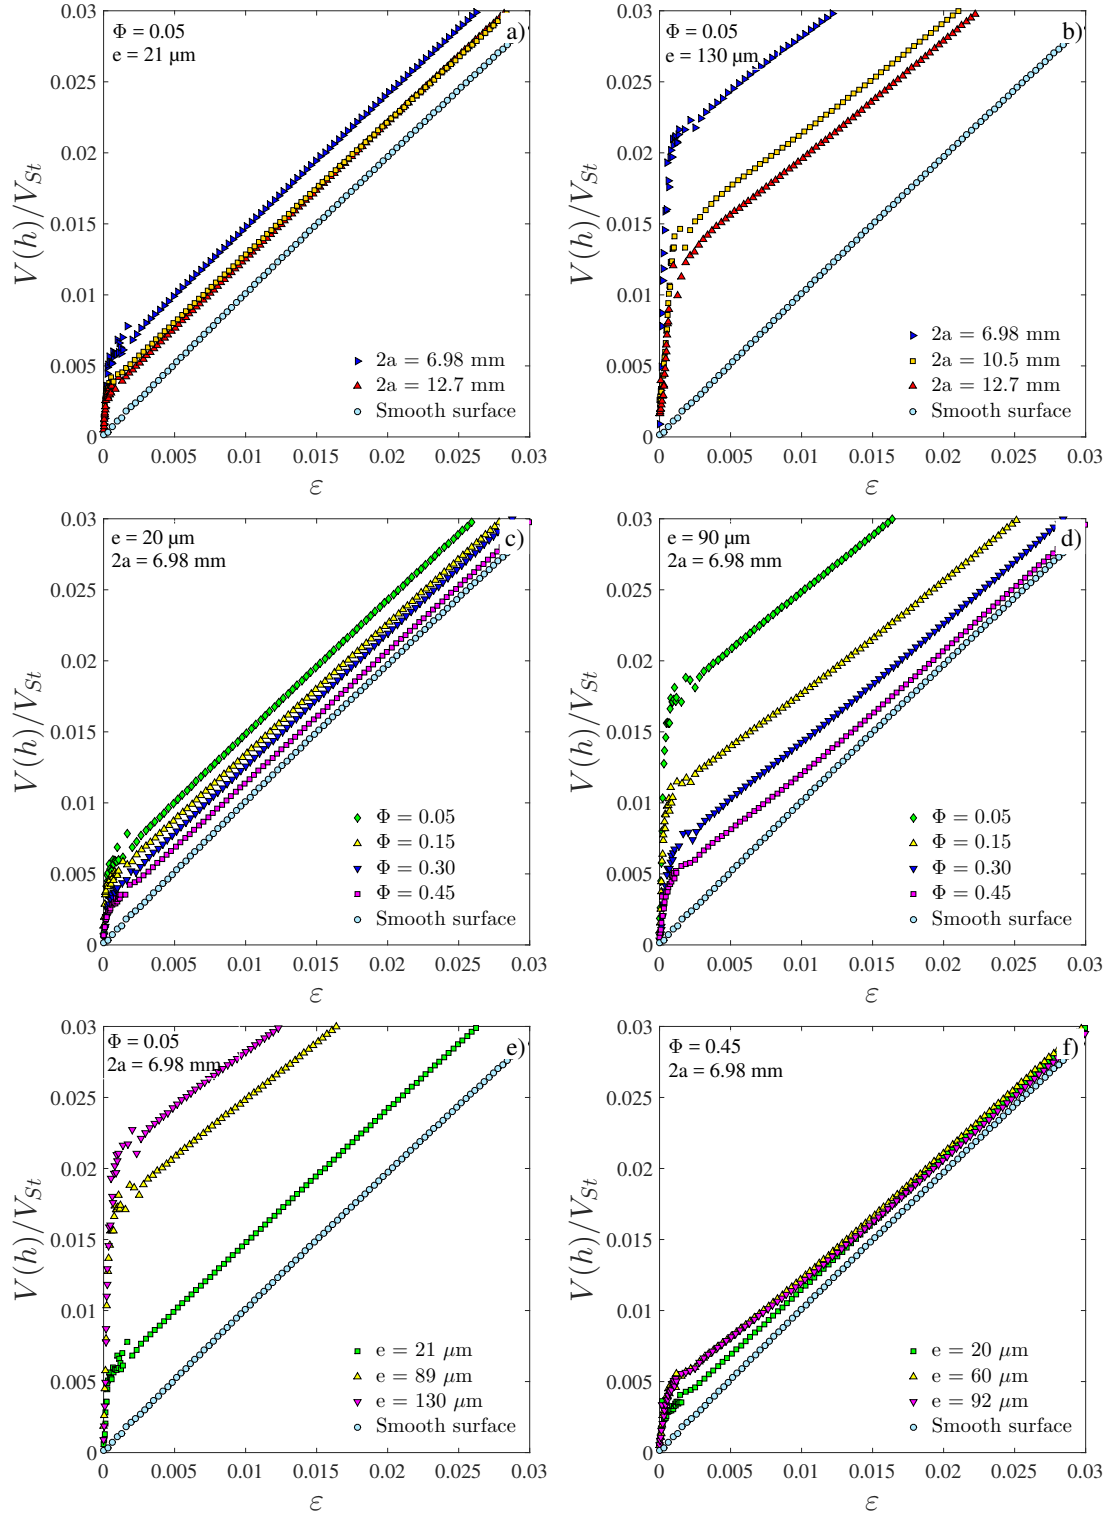 Φ = 0.05
e = 21 μm
a)
V(h)/V_St
0.03
0.025
0.02
0.015
0.01
0.005
0
2a = 6.98 mm
2a = 12.7 mm
Smooth surface
0 0.005 0.01 0.015 0.02 0.025 0.03
ε
Φ = 0.05
e = 130 μm
b)
V(h)/V_St
0.03
0.025
0.02
0.015
0.01
0.005
0
2a = 6.98 mm
2a = 10.5 mm
2a = 12.7 mm
Smooth surface
0 0.005 0.01 0.015 0.02 0.025 0.03
ε
e = 20 μm
2a = 6.98 mm
c)
V(h)/V_St
0.03
0.025
0.02
0.015
0.01
0.005
0
Φ = 0.05
Φ = 0.15
Φ = 0.30
Φ = 0.45
Smooth surface
0 0.005 0.01 0.015 0.02 0.025 0.03
ε
e = 90 μm
2a = 6.98 mm
d)
V(h)/V_St
0.03
0.025
0.02
0.015
0.01
0.005
0
Φ = 0.05
Φ = 0.15
Φ = 0.30
Φ = 0.45
Smooth surface
0 0.005 0.01 0.015 0.02 0.025 0.03
ε
Φ = 0.05
2a = 6.98 mm
e)
V(h)/V_St
0.03
0.025
0.02
0.015
0.01
0.005
0
e = 21 μm
e = 89 μm
e = 130 μm
Smooth surface
0 0.005 0.01 0.015 0.02 0.025 0.03
ε
Φ = 0.45
2a = 6.98 mm
f)
V(h)/V_St
0.03
0.025
0.02
0.015
0.01
0.005
0
e = 20 μm
e = 60 μm
e = 92 μm
Smooth surface
0 0.005 0.01 0.015 0.02 0.025 0.03
ε